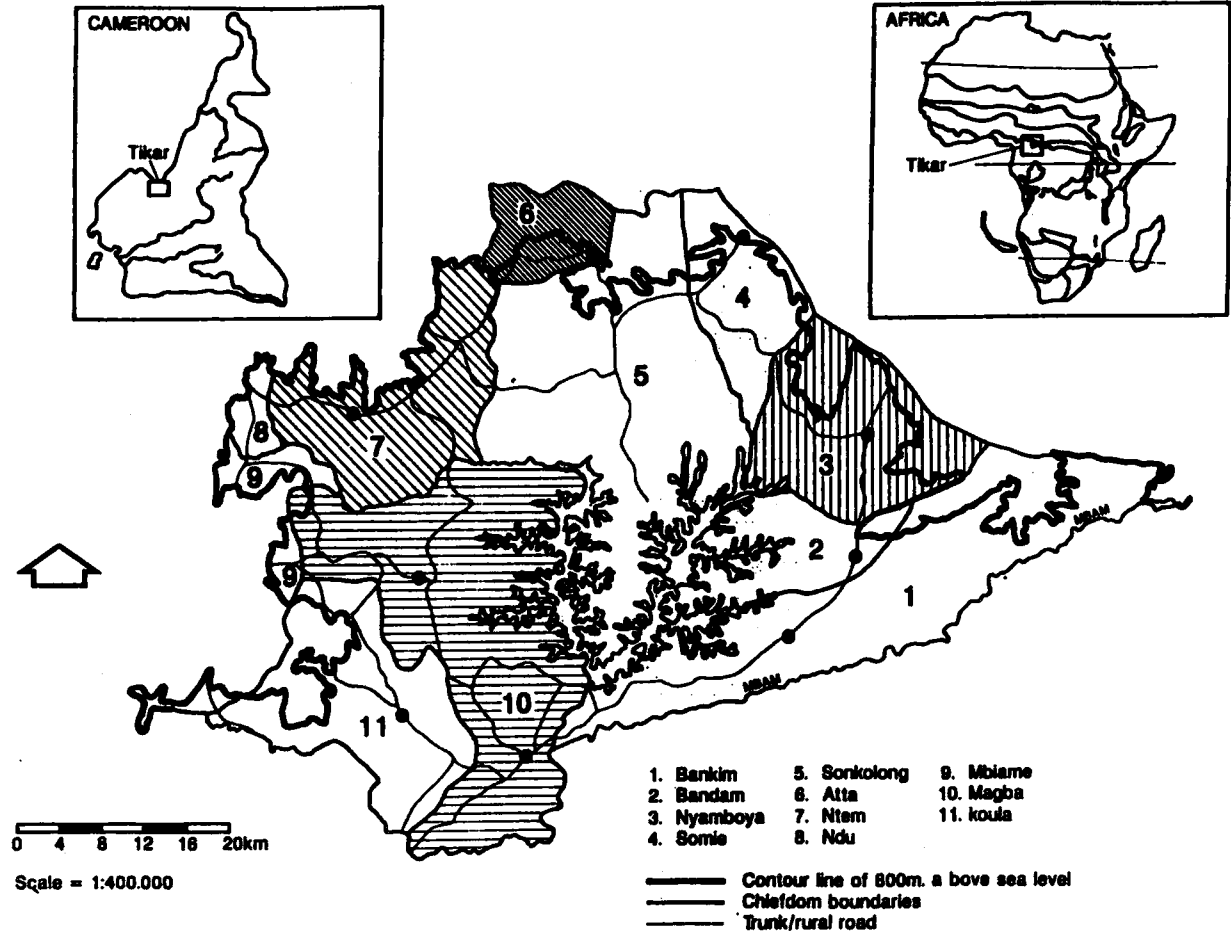 CAMEROON
Tikar
AFRICA
Tikar
6
4
5
8
7
9
3
MBAM
2
9
1
10
MBAM
11
1. Bankim
2. Bandam
3. Nyamboya
4. Somie
5. Sonkolong
6. Atta
7. Ntem
8. Ndu
9. Mbiame
10. Magba
11. koula
0 4 8 12 16 20km
Scale = 1:400.000
Contour line of 800m. a bove sea level
Chiefdom boundaries
Trunk/rural road